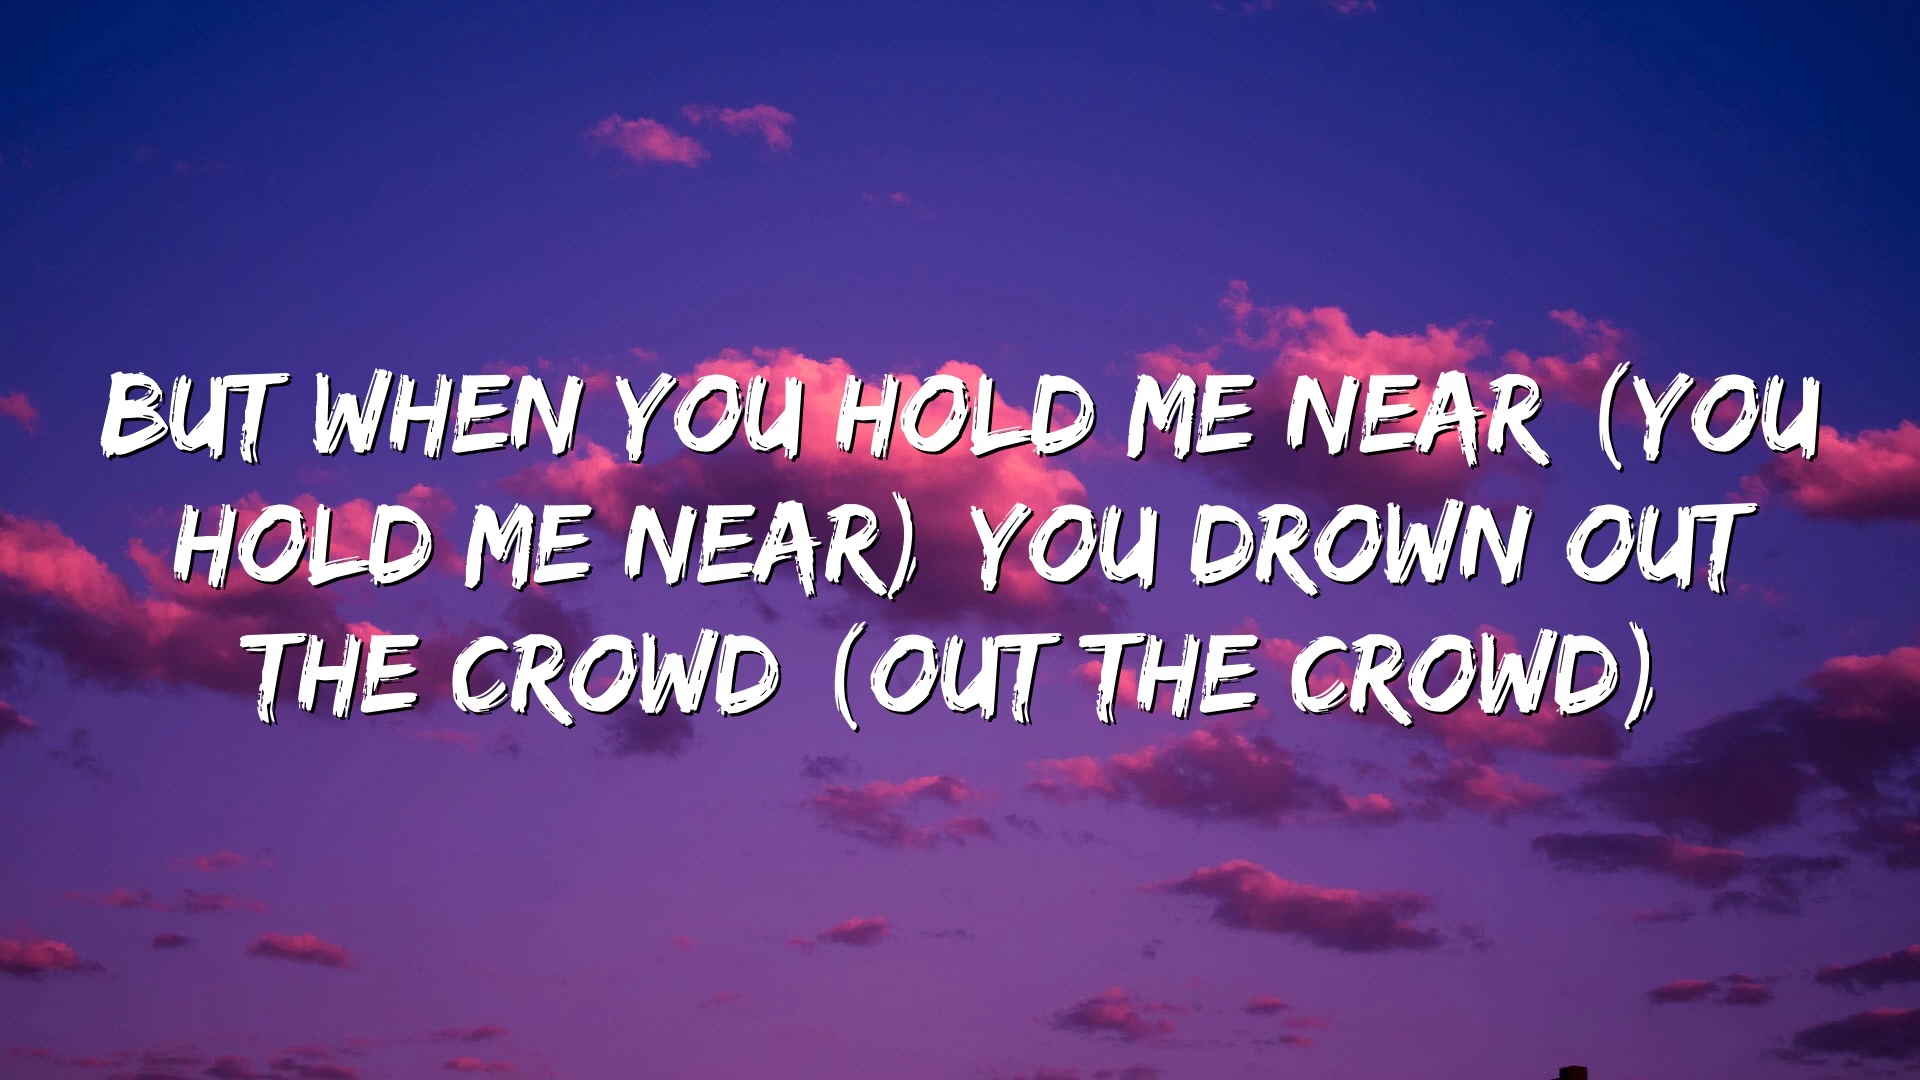 BUT WHEN YOU HOLD ME NEAR (YOU
HOLD ME NEAR) YOU DROWN OUT
THE CROWD (OUT THE CROWD)